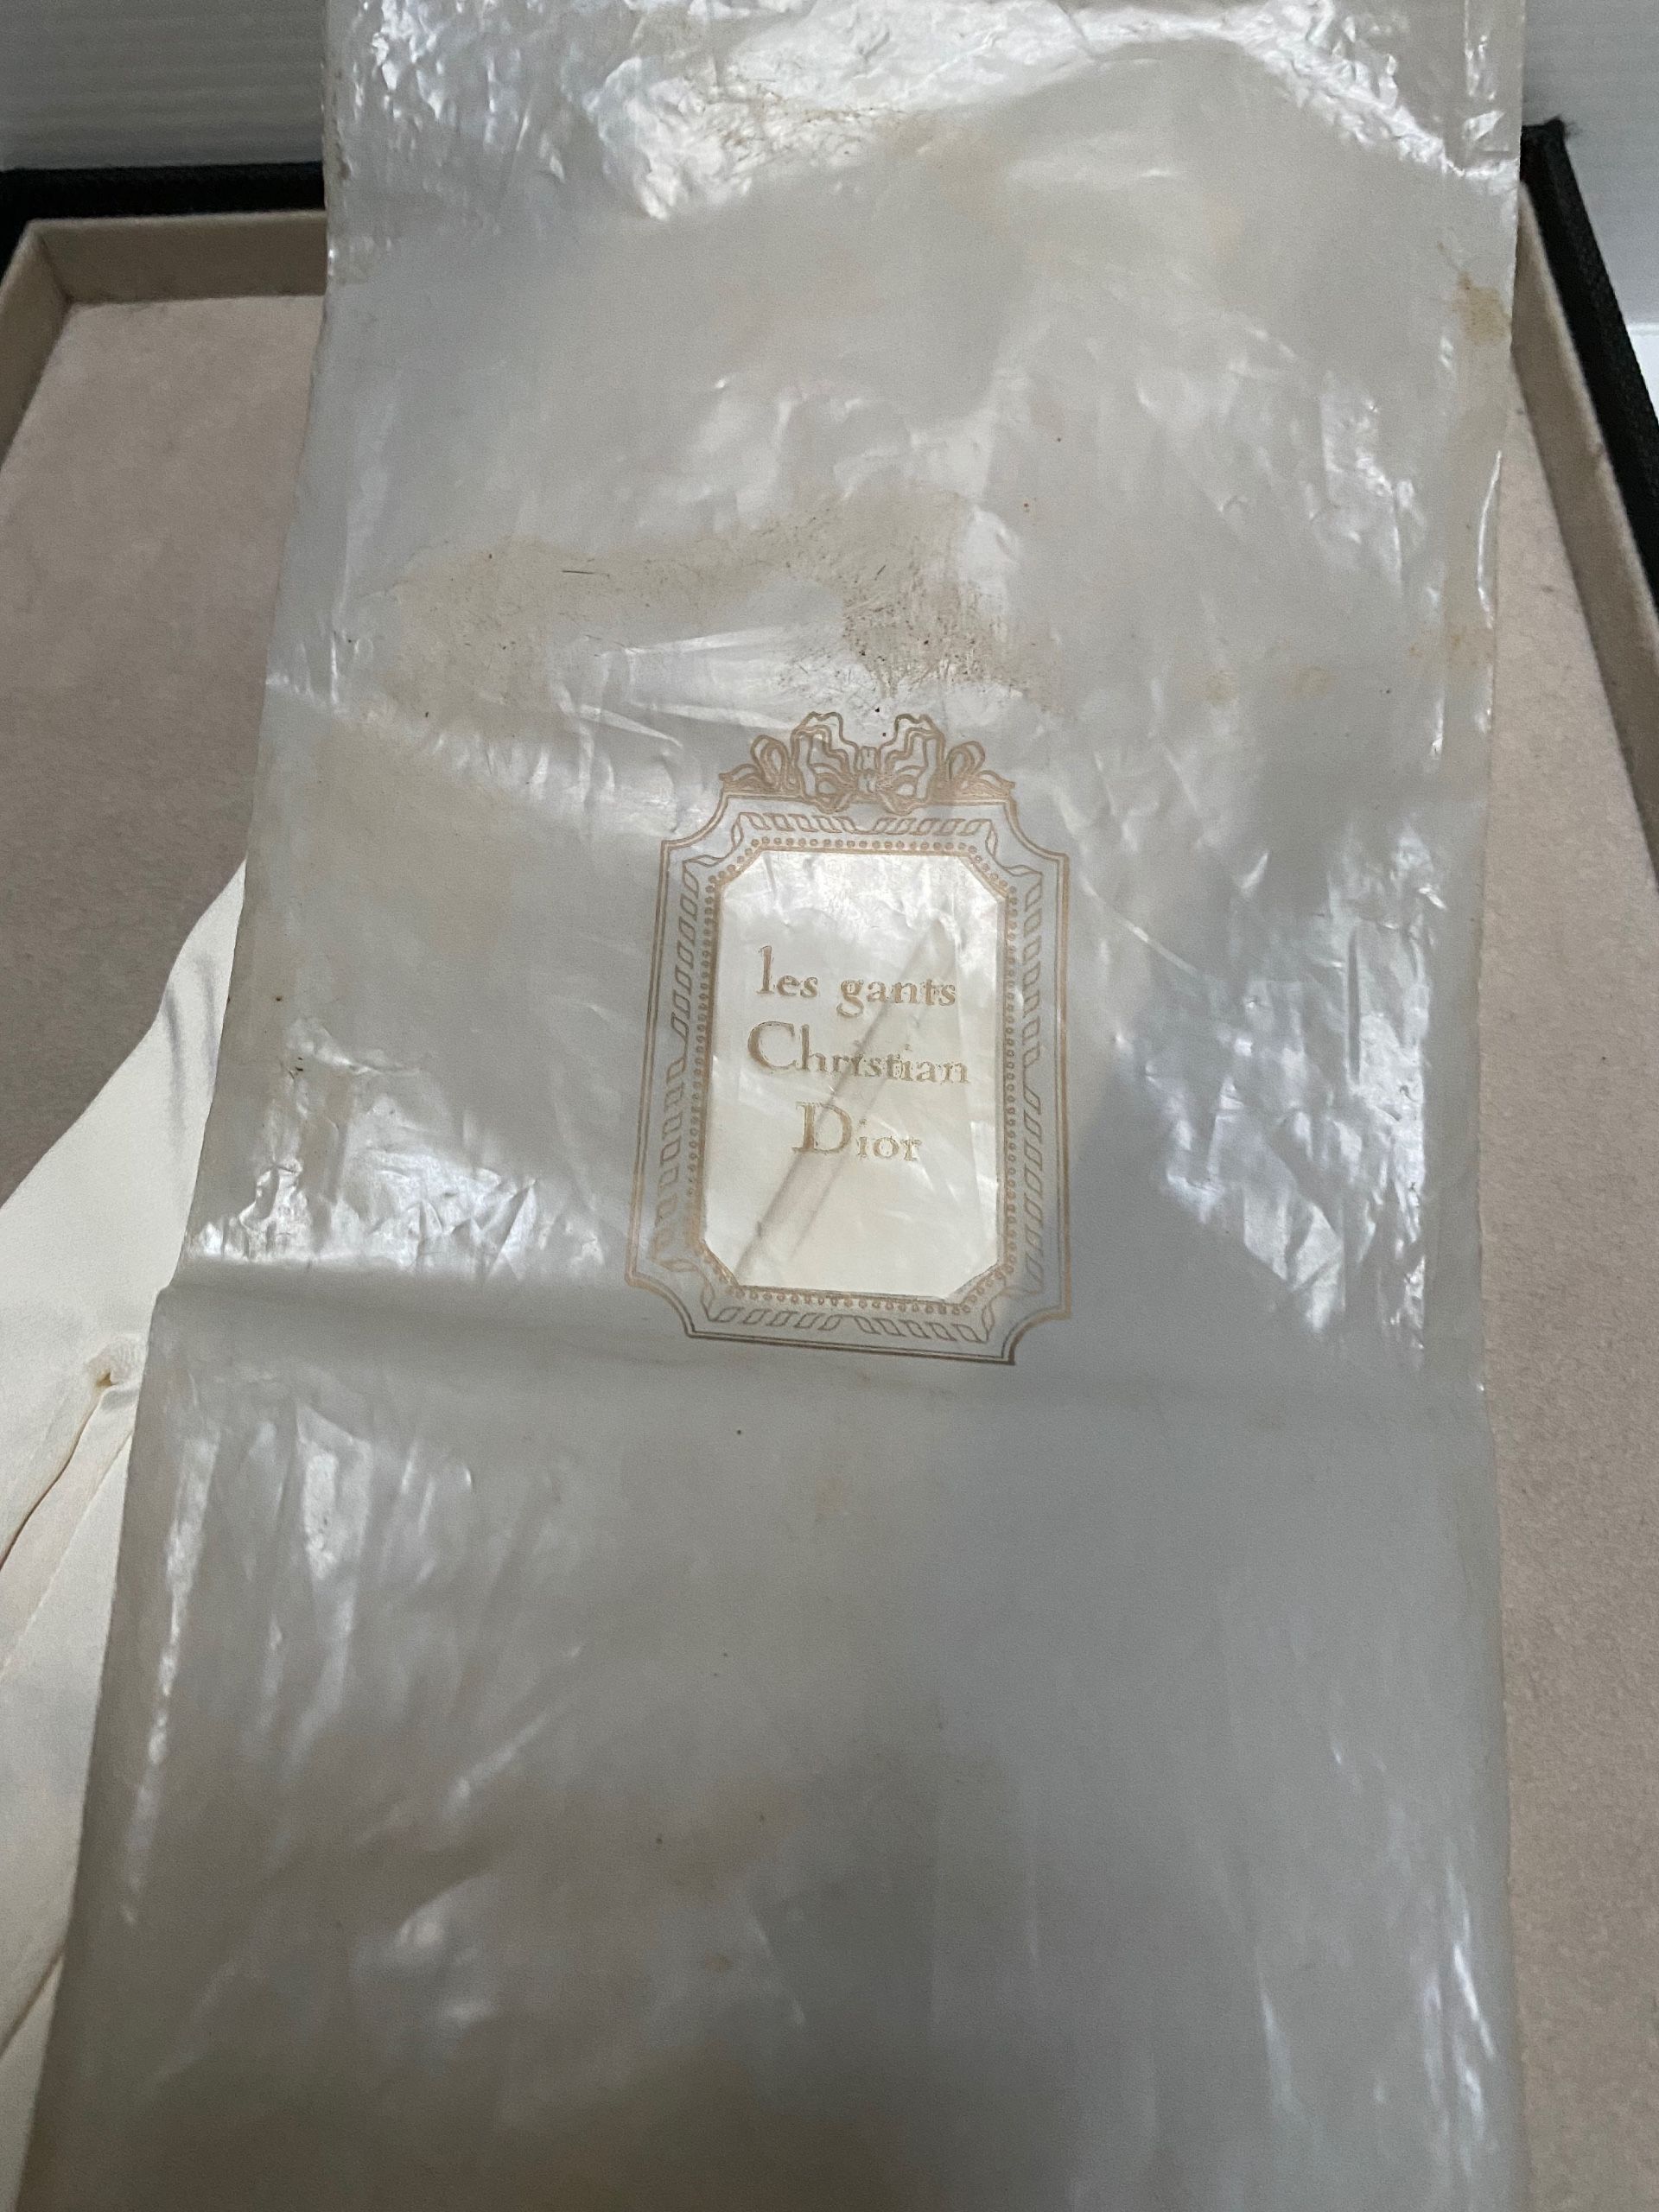 les gants
Christian
Dior